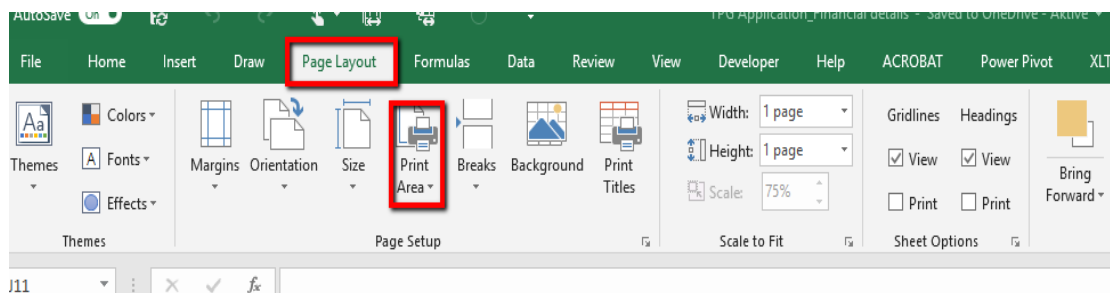 AutoSave On TPG Application_Financial details - Saved to OneDrive - Aktive
File Home Insert Draw Page Layout Formulas Data Review View Developer Help ACROBAT Power Pivot XLT
Aa Themes
Colors
A Fonts
Effects
Themes
Margins Orientation Size Print Area Breaks Background Print Titles
Page Setup
Width: 1 page
Height: 1 page
Scale: 75%
Scale to Fit
Gridlines Headings
View View
Print Print
Sheet Options
Bring Forward
J11 fx